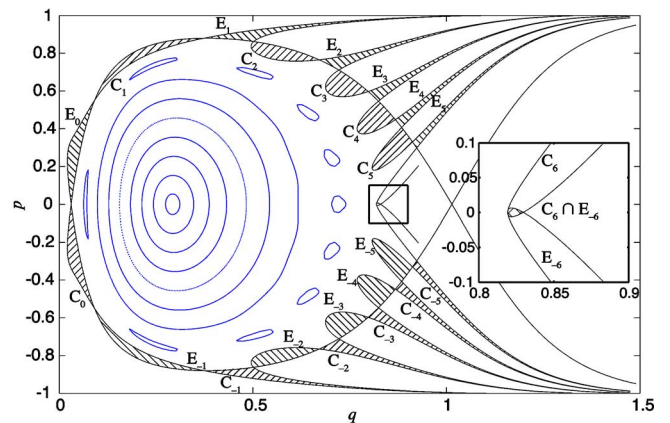 1
0.8
0.6
0.4
0.2
0
-0.2
-0.4
-0.6
-0.8
-1
p
0
0.5
1
1.5
q
E₁
C₁
E₀
C₀
E₋₁
C₋₁
E₂
C₂
E₃
C₃
E₄
C₄
E₅
C₅
E₋₅
C₋₅
E₋₄
C₋₄
E₋₃
C₋₃
E₋₂
C₋₂
0.1
0.05
0
-0.05
-0.1
0.8
0.85
0.9
C₆
C₆ ∩ E₋₆
E₋₆